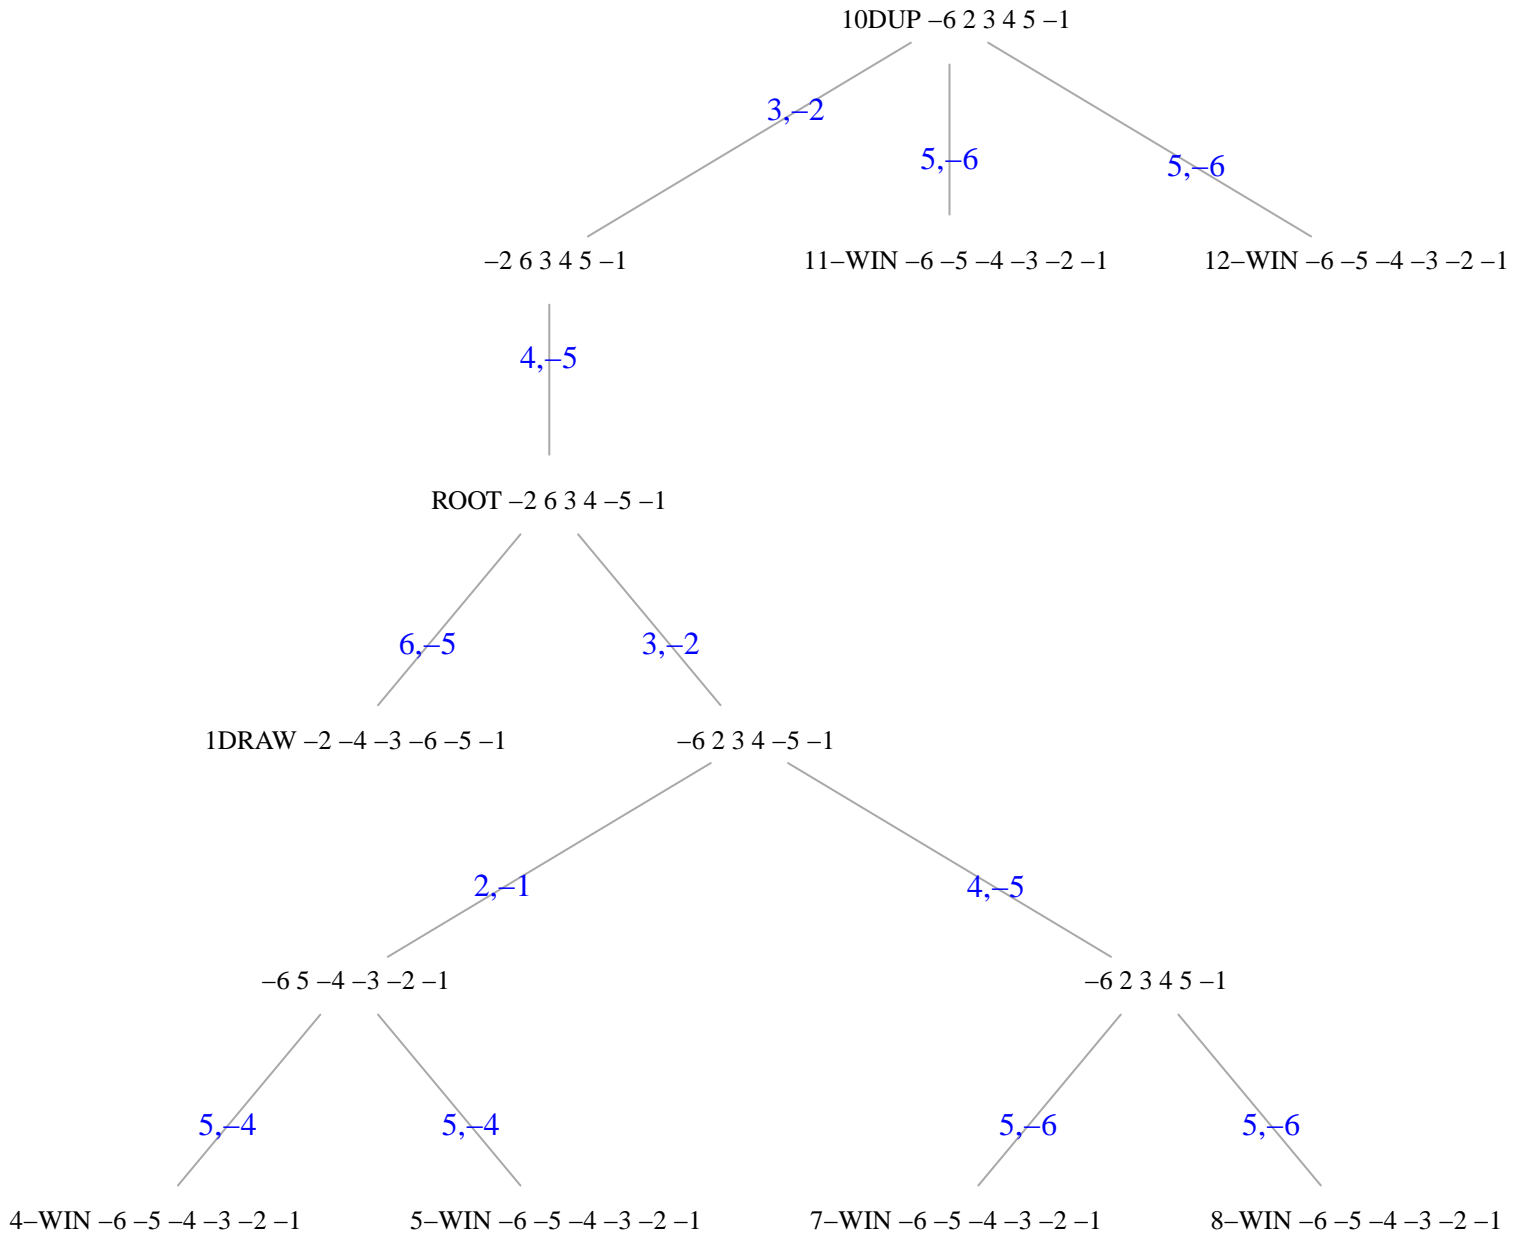 10DUP –6 2 3 4 5 –1
3,–2
5,–6
5,–6
–2 6 3 4 5 –1
11–WIN –6 –5 –4 –3 –2 –1
12–WIN –6 –5 –4 –3 –2 –1
4,–5
ROOT –2 6 3 4 –5 –1
6,–5
3,–2
1DRAW –2 –4 –3 –6 –5 –1
–6 2 3 4 –5 –1
2,–1
4,–5
–6 5 –4 –3 –2 –1
–6 2 3 4 5 –1
5,–4
5,–4
5,–6
5,–6
4–WIN –6 –5 –4 –3 –2 –1
5–WIN –6 –5 –4 –3 –2 –1
7–WIN –6 –5 –4 –3 –2 –1
8–WIN –6 –5 –4 –3 –2 –1